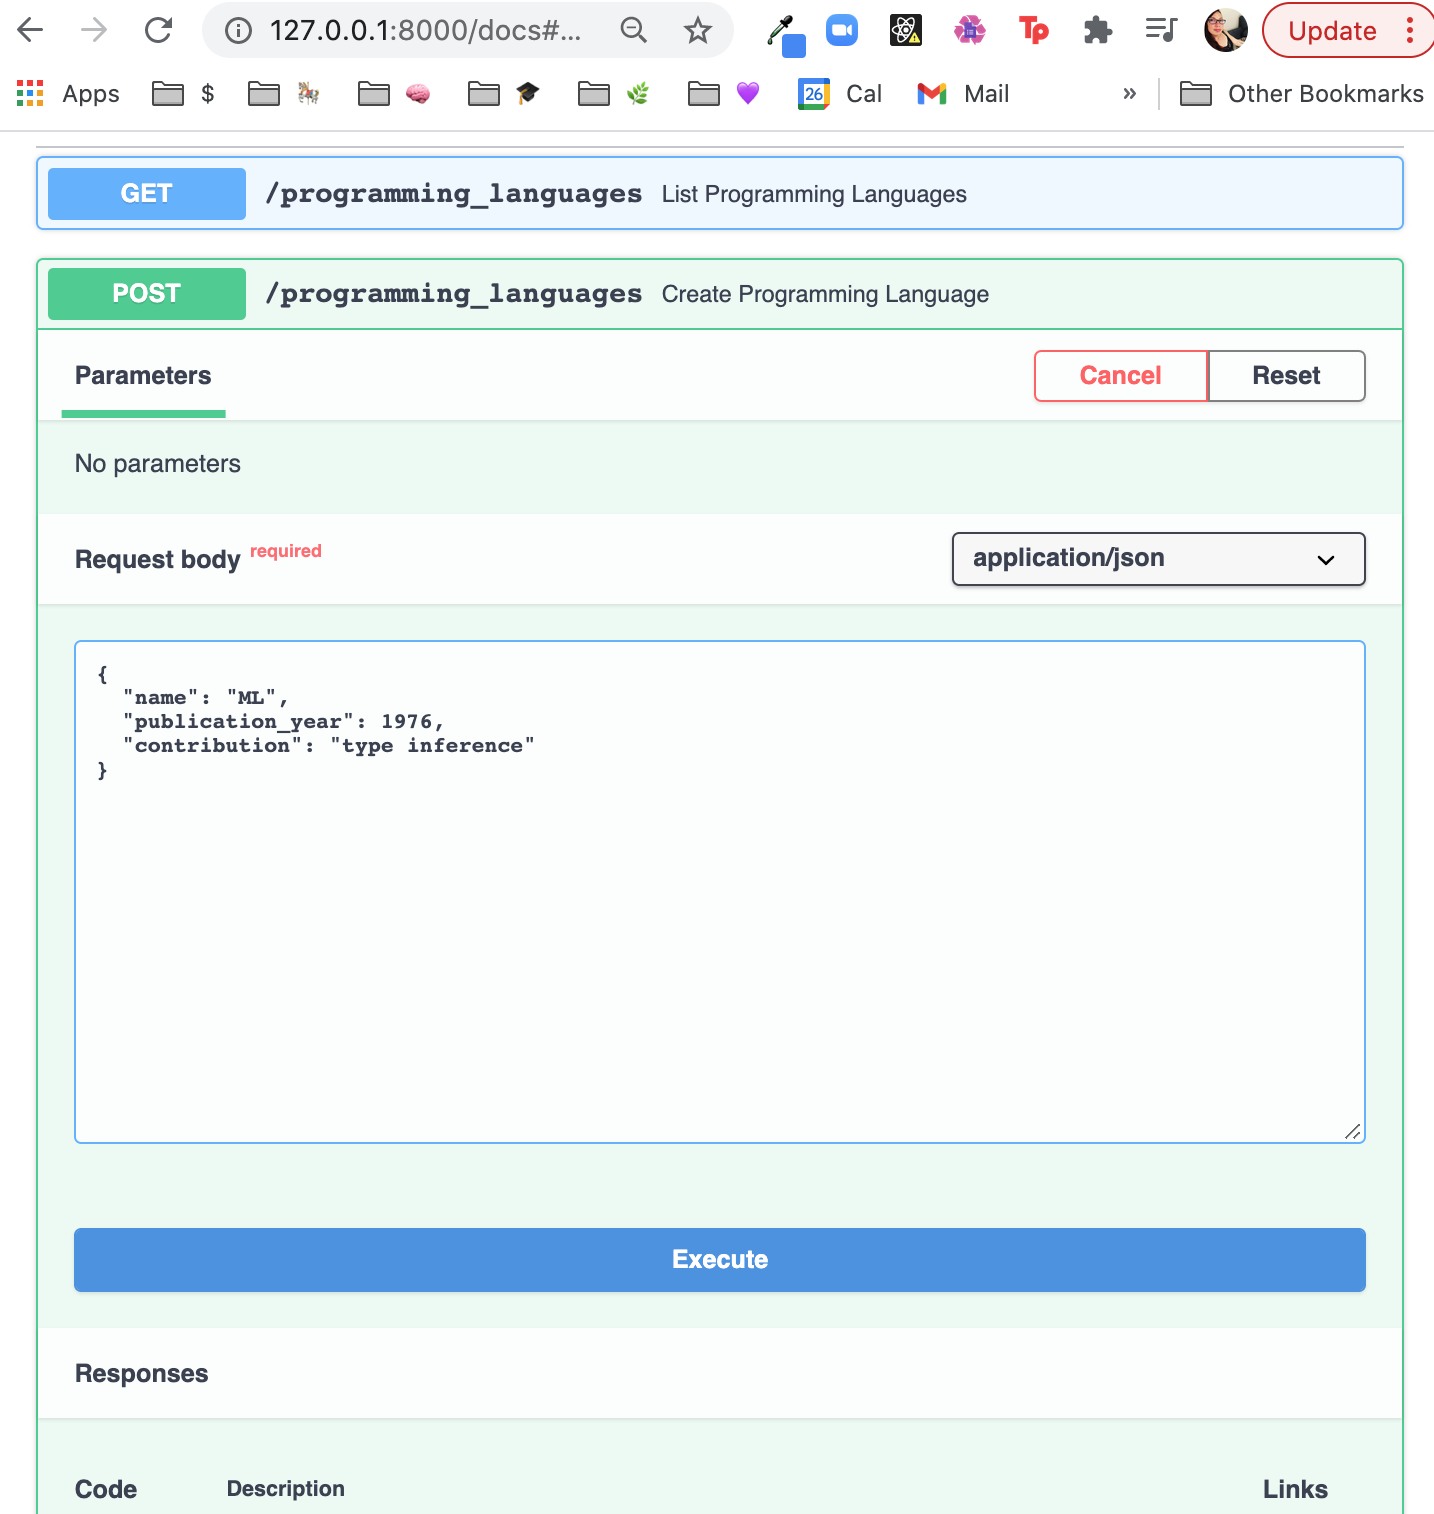 127.0.0.1:8000/docs#...
Tp
Update
Apps
$
26
Cal
Mail
»
Other Bookmarks
GET /programming_languages List Programming Languages
POST /programming_languages Create Programming Language
Parameters
Cancel
Reset
No parameters
Request body required
application/json
{
"name": "ML",
"publication_year": 1976,
"contribution": "type inference"
}
Execute
Responses
Code Description Links